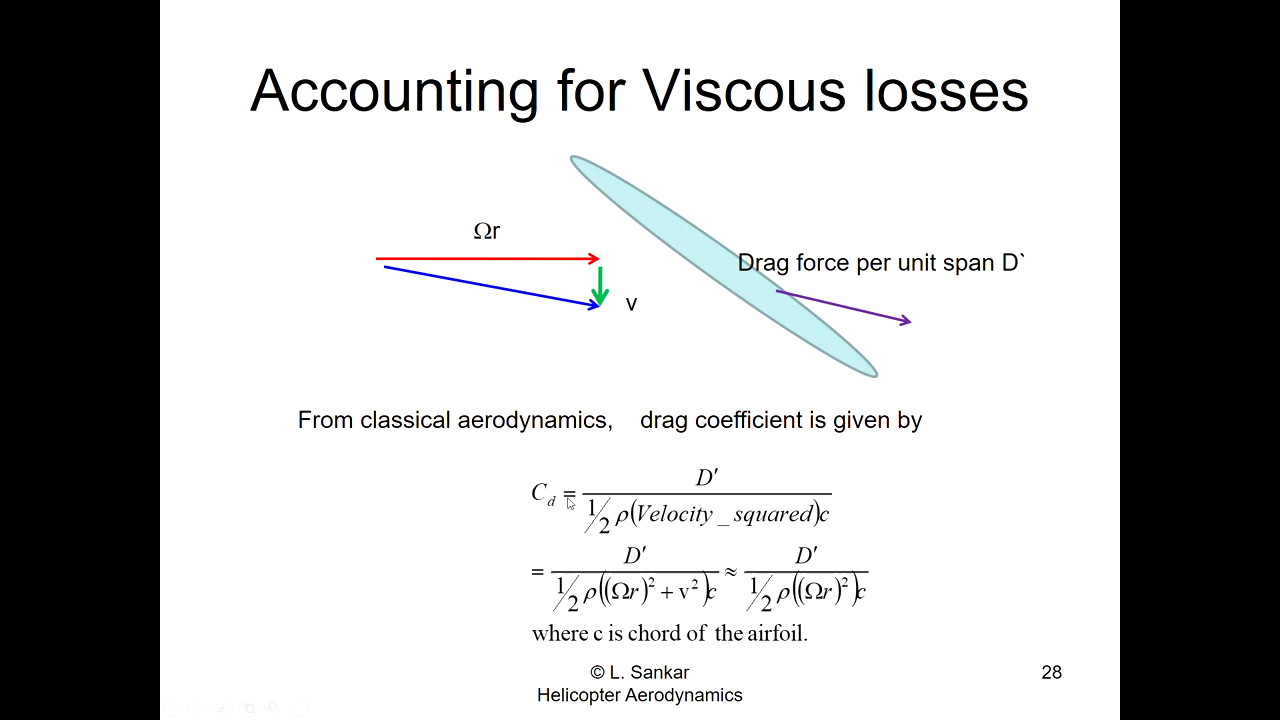 Accounting for Viscous losses
Ωr
Drag force per unit span D`
v
From classical aerodynamics, drag coefficient is given by
C_d = D′ / (1/2 ρ(Velocity _ squared)c)
= D′ / (1/2 ρ((Ωr)² + v²)c) ≈ D′ / (1/2 ρ((Ωr)²)c)
where c is chord of the airfoil.
© L. Sankar
Helicopter Aerodynamics
28